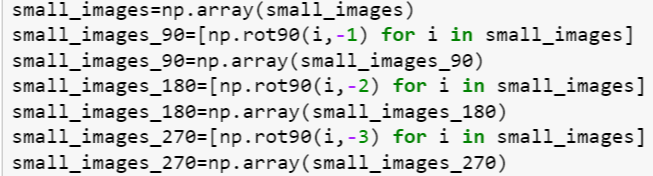 small_images=np.array(small_images)
small_images_90=[np.rot90(i,-1) for i in small_images]
small_images_90=np.array(small_images_90)
small_images_180=[np.rot90(i,-2) for i in small_images]
small_images_180=np.array(small_images_180)
small_images_270=[np.rot90(i,-3) for i in small_images]
small_images_270=np.array(small_images_270)